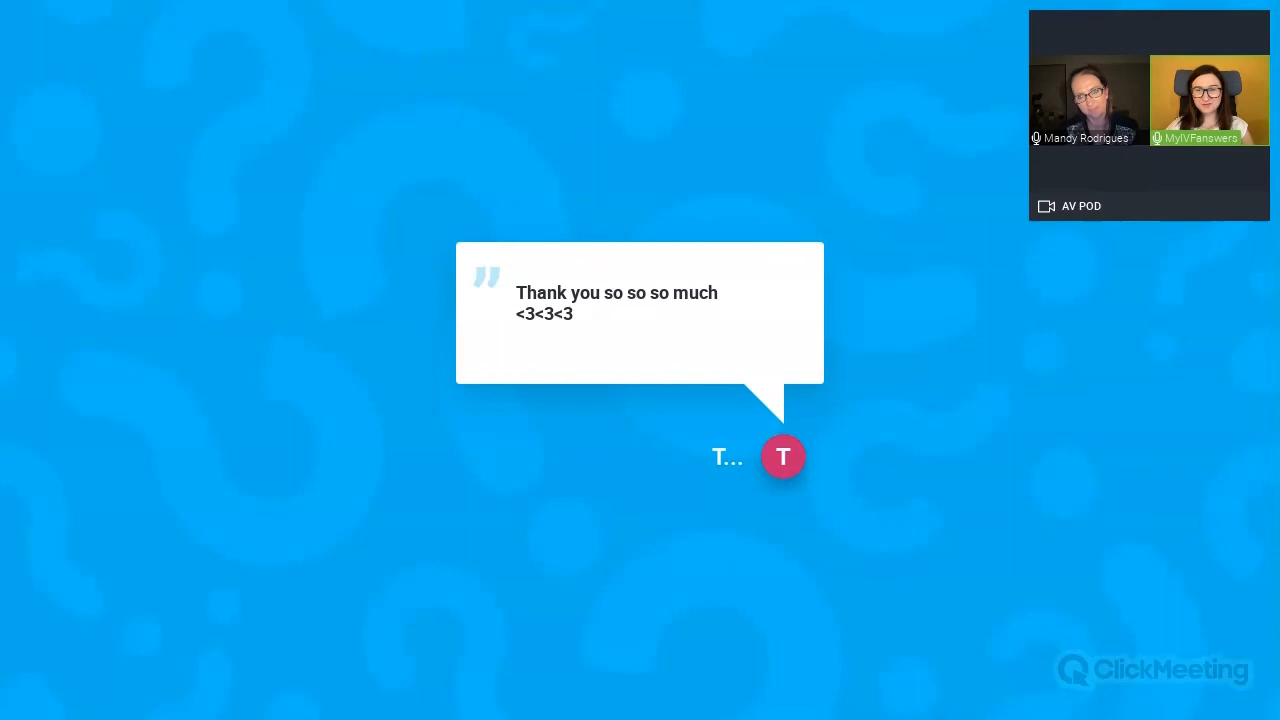 Mandy Rodrigues
MyIVFanswers
AV POD
Thank you so so so much
<3<3<3
T...
T
ClickMeeting